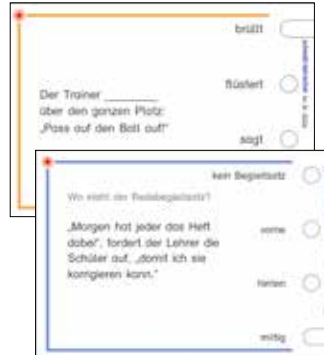 brüllt
flüstert
Der Trainer ________
über den ganzen Platz:
„Pass auf den Ball auf!"
sagt
kein Begleitsatz
Wo steht der Redebegleitsatz?
„Morgen hat jeder das Heft
dabei", fordert der Lehrer die
Schüler auf, „damit ich sie
korrigieren kann."
vorne
hinten
mittig